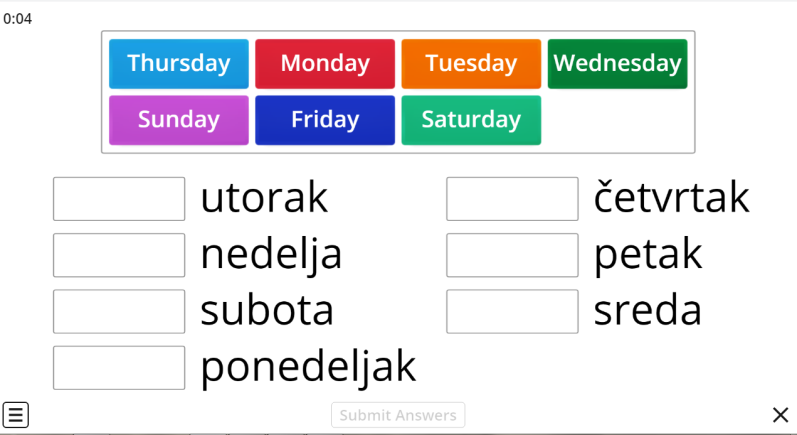 0:04
Thursday Monday Tuesday Wednesday
Sunday Friday Saturday
utorak
nedelja
subota
ponedeljak
četvrtak
petak
sreda
Submit Answers